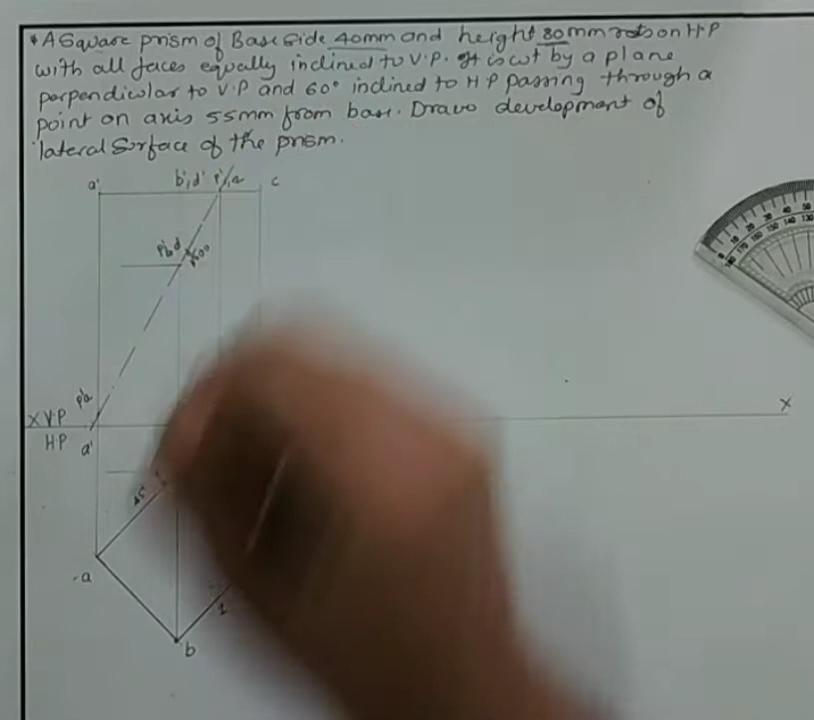 * A Square prism of Base side 40mm and height 80mm rests on H.P
with all faces equally inclined to V.P. It is cut by a plane
perpendicular to V.P and 60° inclined to H P passing through a
point on axis 55mm from base. Draw development of
lateral Surface of the prism.
a' b',d' c
60°
X V.P X
H.P a'
45°
a
b